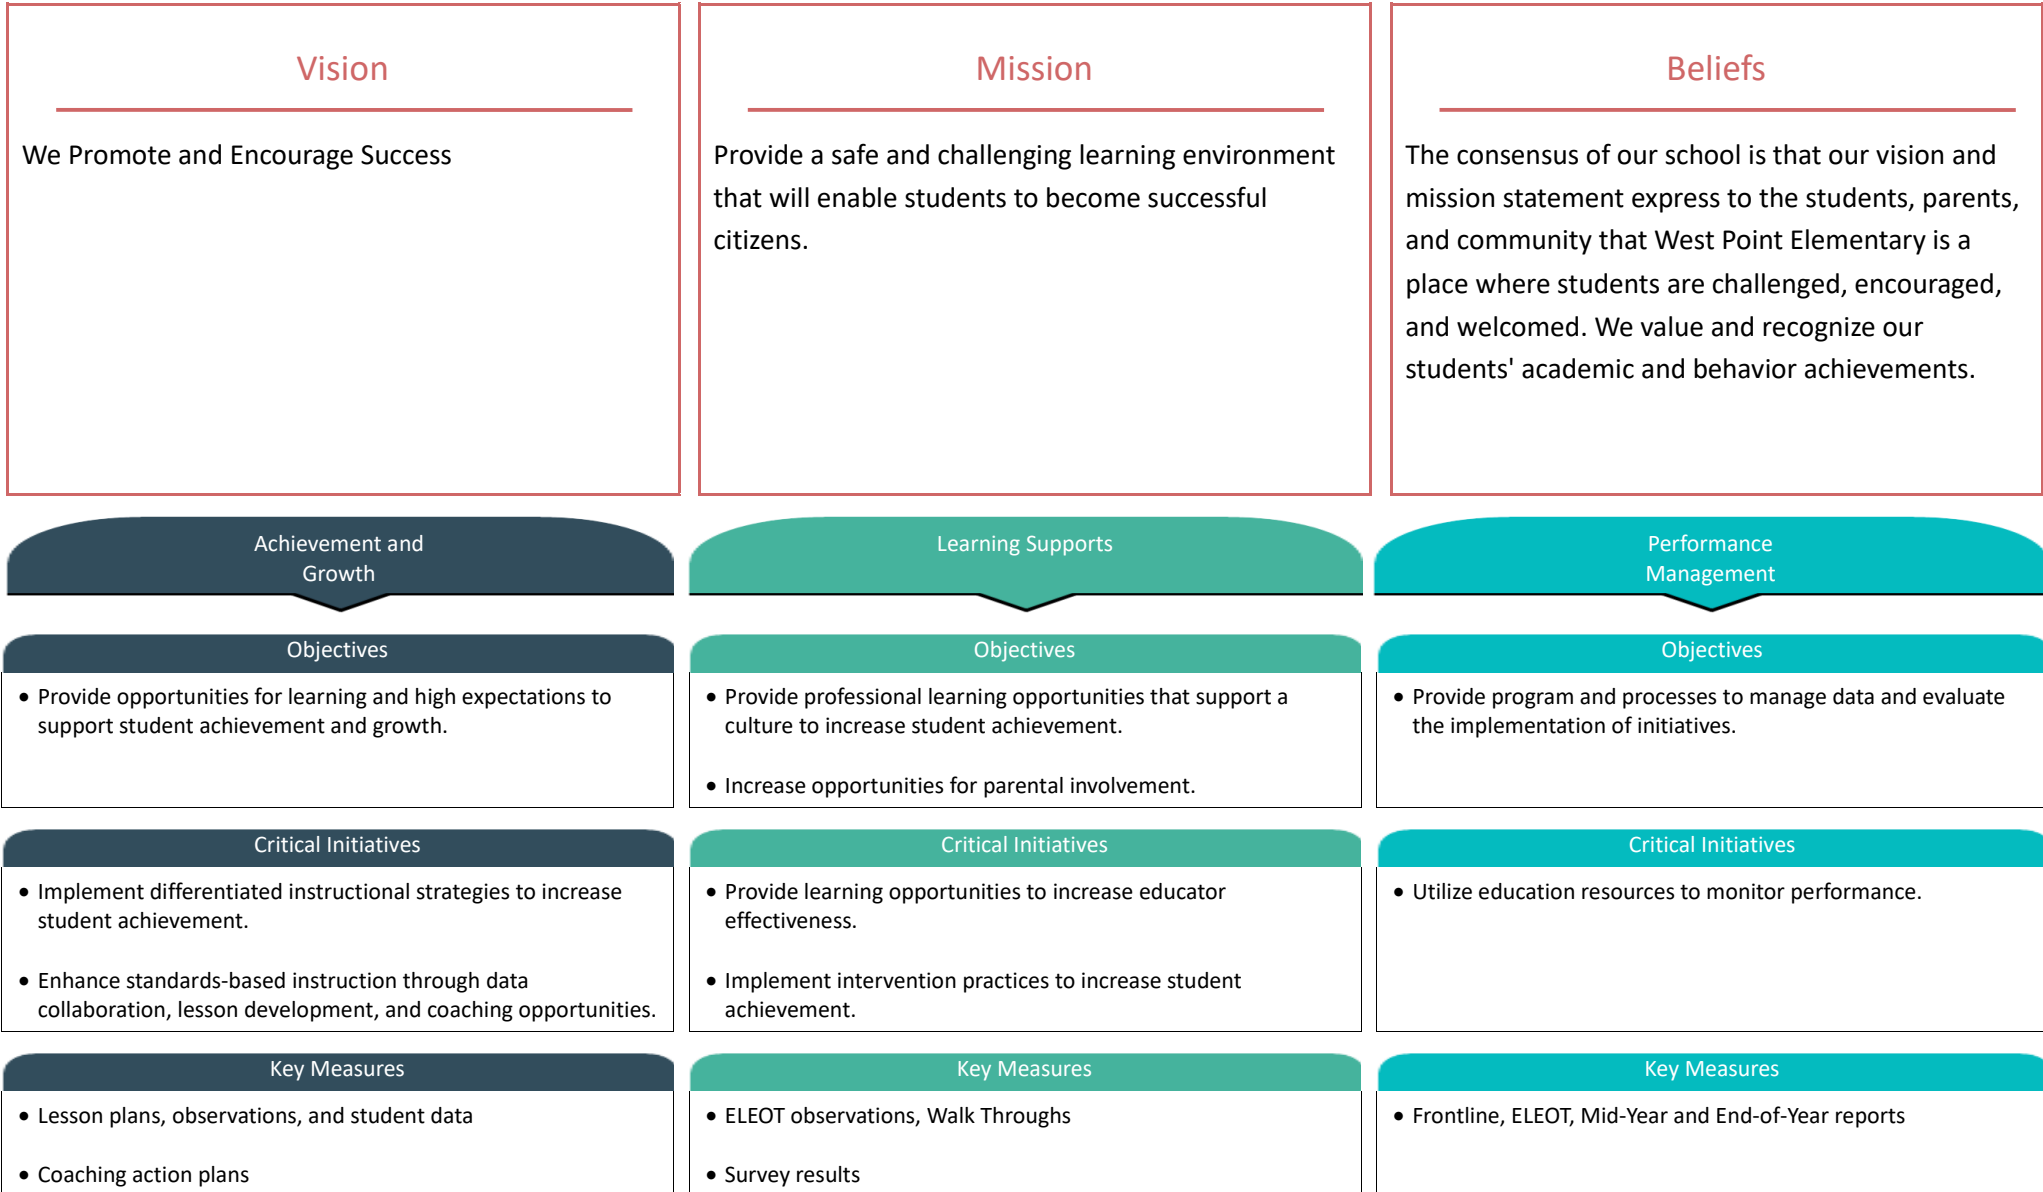 Vision
We Promote and Encourage Success
Mission
Provide a safe and challenging learning environment
that will enable students to become successful
citizens.
Beliefs
The consensus of our school is that our vision and
mission statement express to the students, parents,
and community that West Point Elementary is a
place where students are challenged, encouraged,
and welcomed. We value and recognize our
students' academic and behavior achievements.
Achievement and
Growth
Objectives
• Provide opportunities for learning and high expectations to
support student achievement and growth.
Critical Initiatives
• Implement differentiated instructional strategies to increase
student achievement.
• Enhance standards-based instruction through data
collaboration, lesson development, and coaching opportunities.
Key Measures
• Lesson plans, observations, and student data
• Coaching action plans
Learning Supports
Objectives
• Provide professional learning opportunities that support a
culture to increase student achievement.
• Increase opportunities for parental involvement.
Critical Initiatives
• Provide learning opportunities to increase educator
effectiveness.
• Implement intervention practices to increase student
achievement.
Key Measures
• ELEOT observations, Walk Throughs
• Survey results
Performance
Management
Objectives
• Provide program and processes to manage data and evaluate
the implementation of initiatives.
Critical Initiatives
• Utilize education resources to monitor performance.
Key Measures
• Frontline, ELEOT, Mid-Year and End-of-Year reports